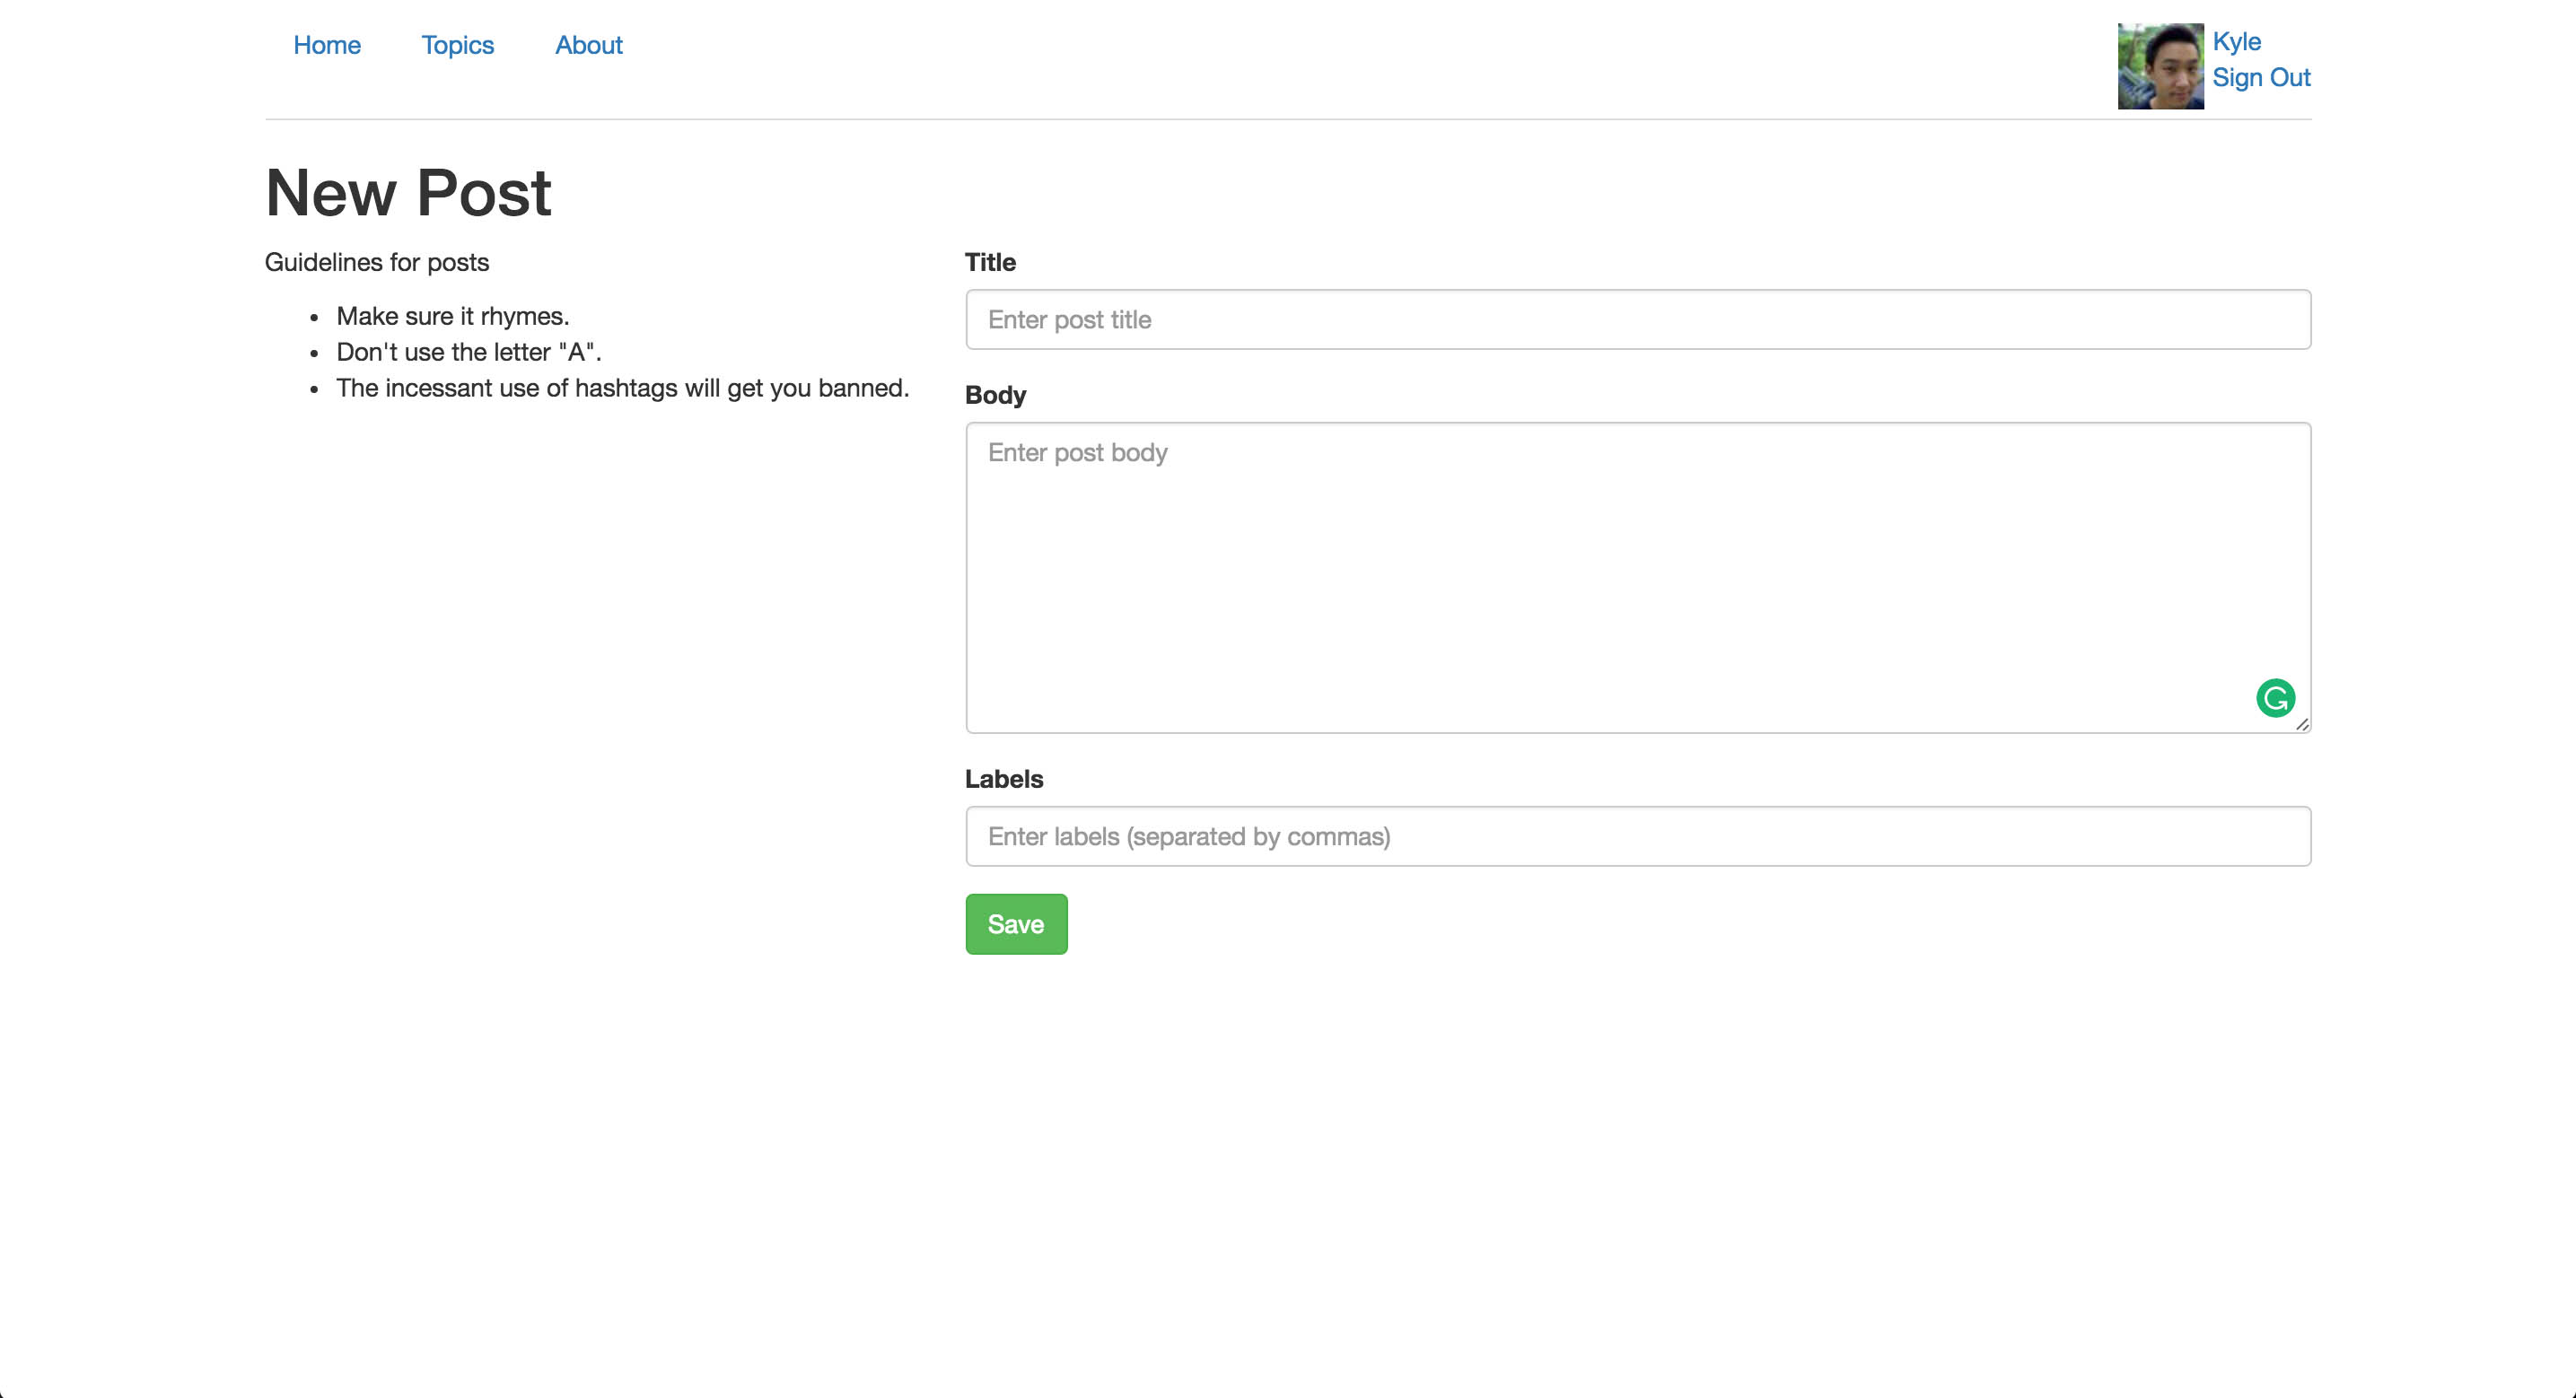 Home Topics About
Kyle
Sign Out
New Post
Guidelines for posts
Make sure it rhymes.
Don't use the letter "A".
The incessant use of hashtags will get you banned.
Title
Enter post title
Body
Enter post body
Labels
Enter labels (separated by commas)
Save